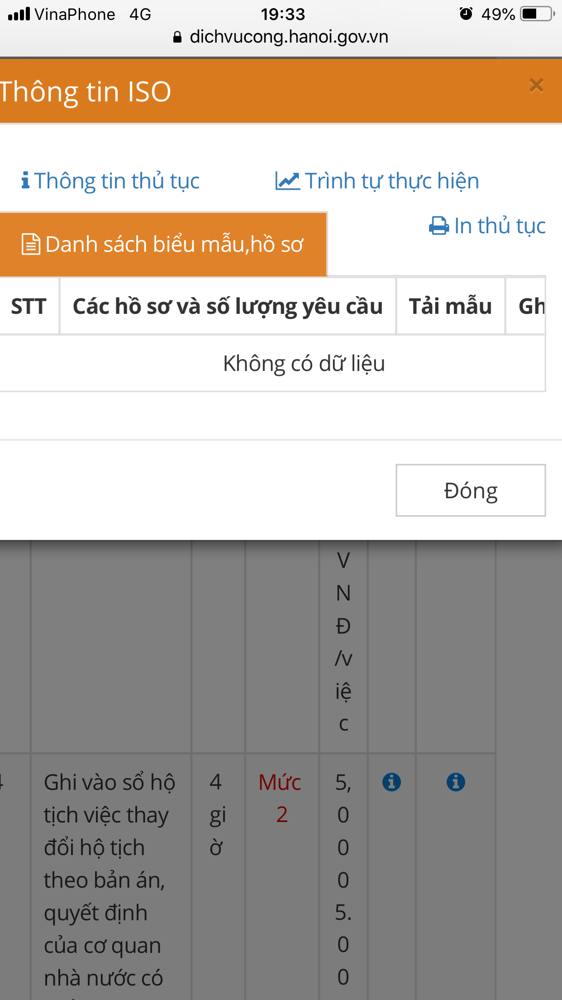 VinaPhone 4G 19:33 49%
dichvucong.hanoi.gov.vn
Thông tin ISO ×
Thông tin thủ tục
Trình tự thực hiện
In thủ tục
Danh sách biểu mẫu,hồ sơ
STT Các hồ sơ và số lượng yêu cầu Tải mẫu Gh
Không có dữ liệu
Đóng
V
N
Đ
/v
iệ
c
4 Ghi vào sổ hộ 4 Mức 5,
tịch việc thay gi 2 0
đổi hộ tịch ờ 0
theo bản án, 0
quyết định 5.
của cơ quan 0
nhà nước có 0